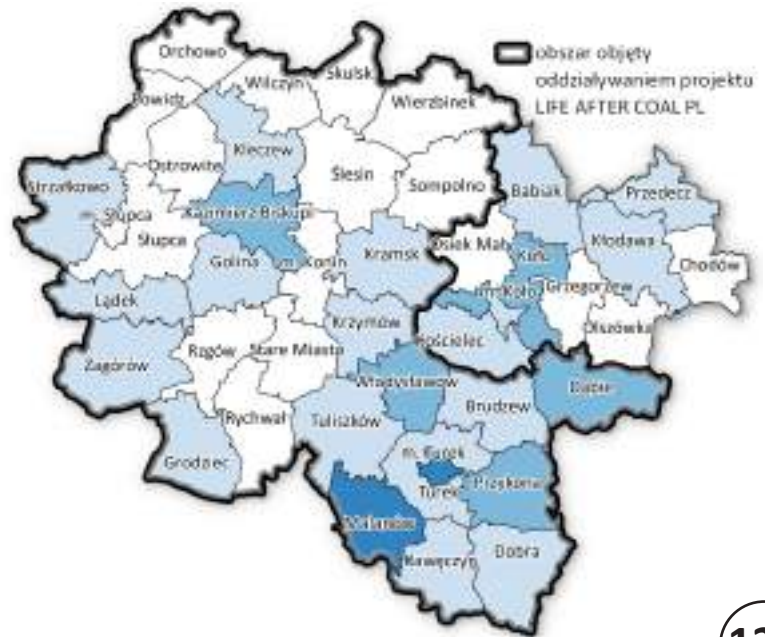 obszar objęty
oddziaływaniem projektu
LIFE AFTER COAL PL
Orchowo
Skulsk
Wilczyn
Powidz
Wierzbinek
Kleczew
Ostrowite
Ślesin
Strzałkowo
Sompolno
Babiak
Przedecz
m. Słupca
Kazimierz Biskupi
Słupca
Osiek Mały
Kłodawa
Kramsk
Golina
m. Konin
Koło
Chodów
Lądek
m. Koło
Grzegorzew
Krzymów
Olszówka
Kościelec
Zagórów
Rzgów
Stare Miasto
Władysławów
Dąbie
Brudzew
Rychwał
Tuliszków
Grodziec
m. Turek
Turek
Przykona
Malanów
Kawęczyn
Dobra